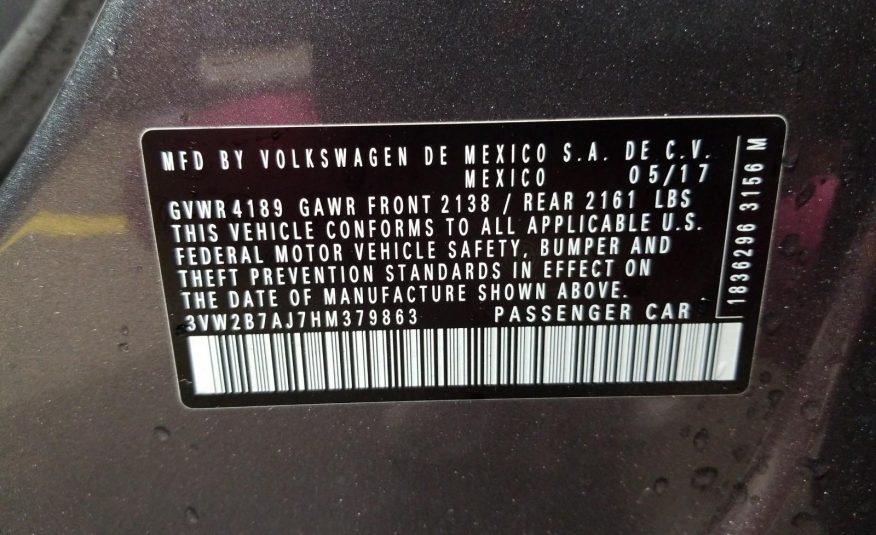 MFD BY VOLKSWAGEN DE MEXICO S.A. DE C.V.
MEXICO 05/17
GVWR 4189 GAWR FRONT 2138 / REAR 2161 LBS
THIS VEHICLE CONFORMS TO ALL APPLICABLE U.S.
FEDERAL MOTOR VEHICLE SAFETY, BUMPER AND
THEFT PREVENTION STANDARDS IN EFFECT ON
THE DATE OF MANUFACTURE SHOWN ABOVE.
3VW2B7AJ7HM379863 PASSENGER CAR
1836296 3156 M